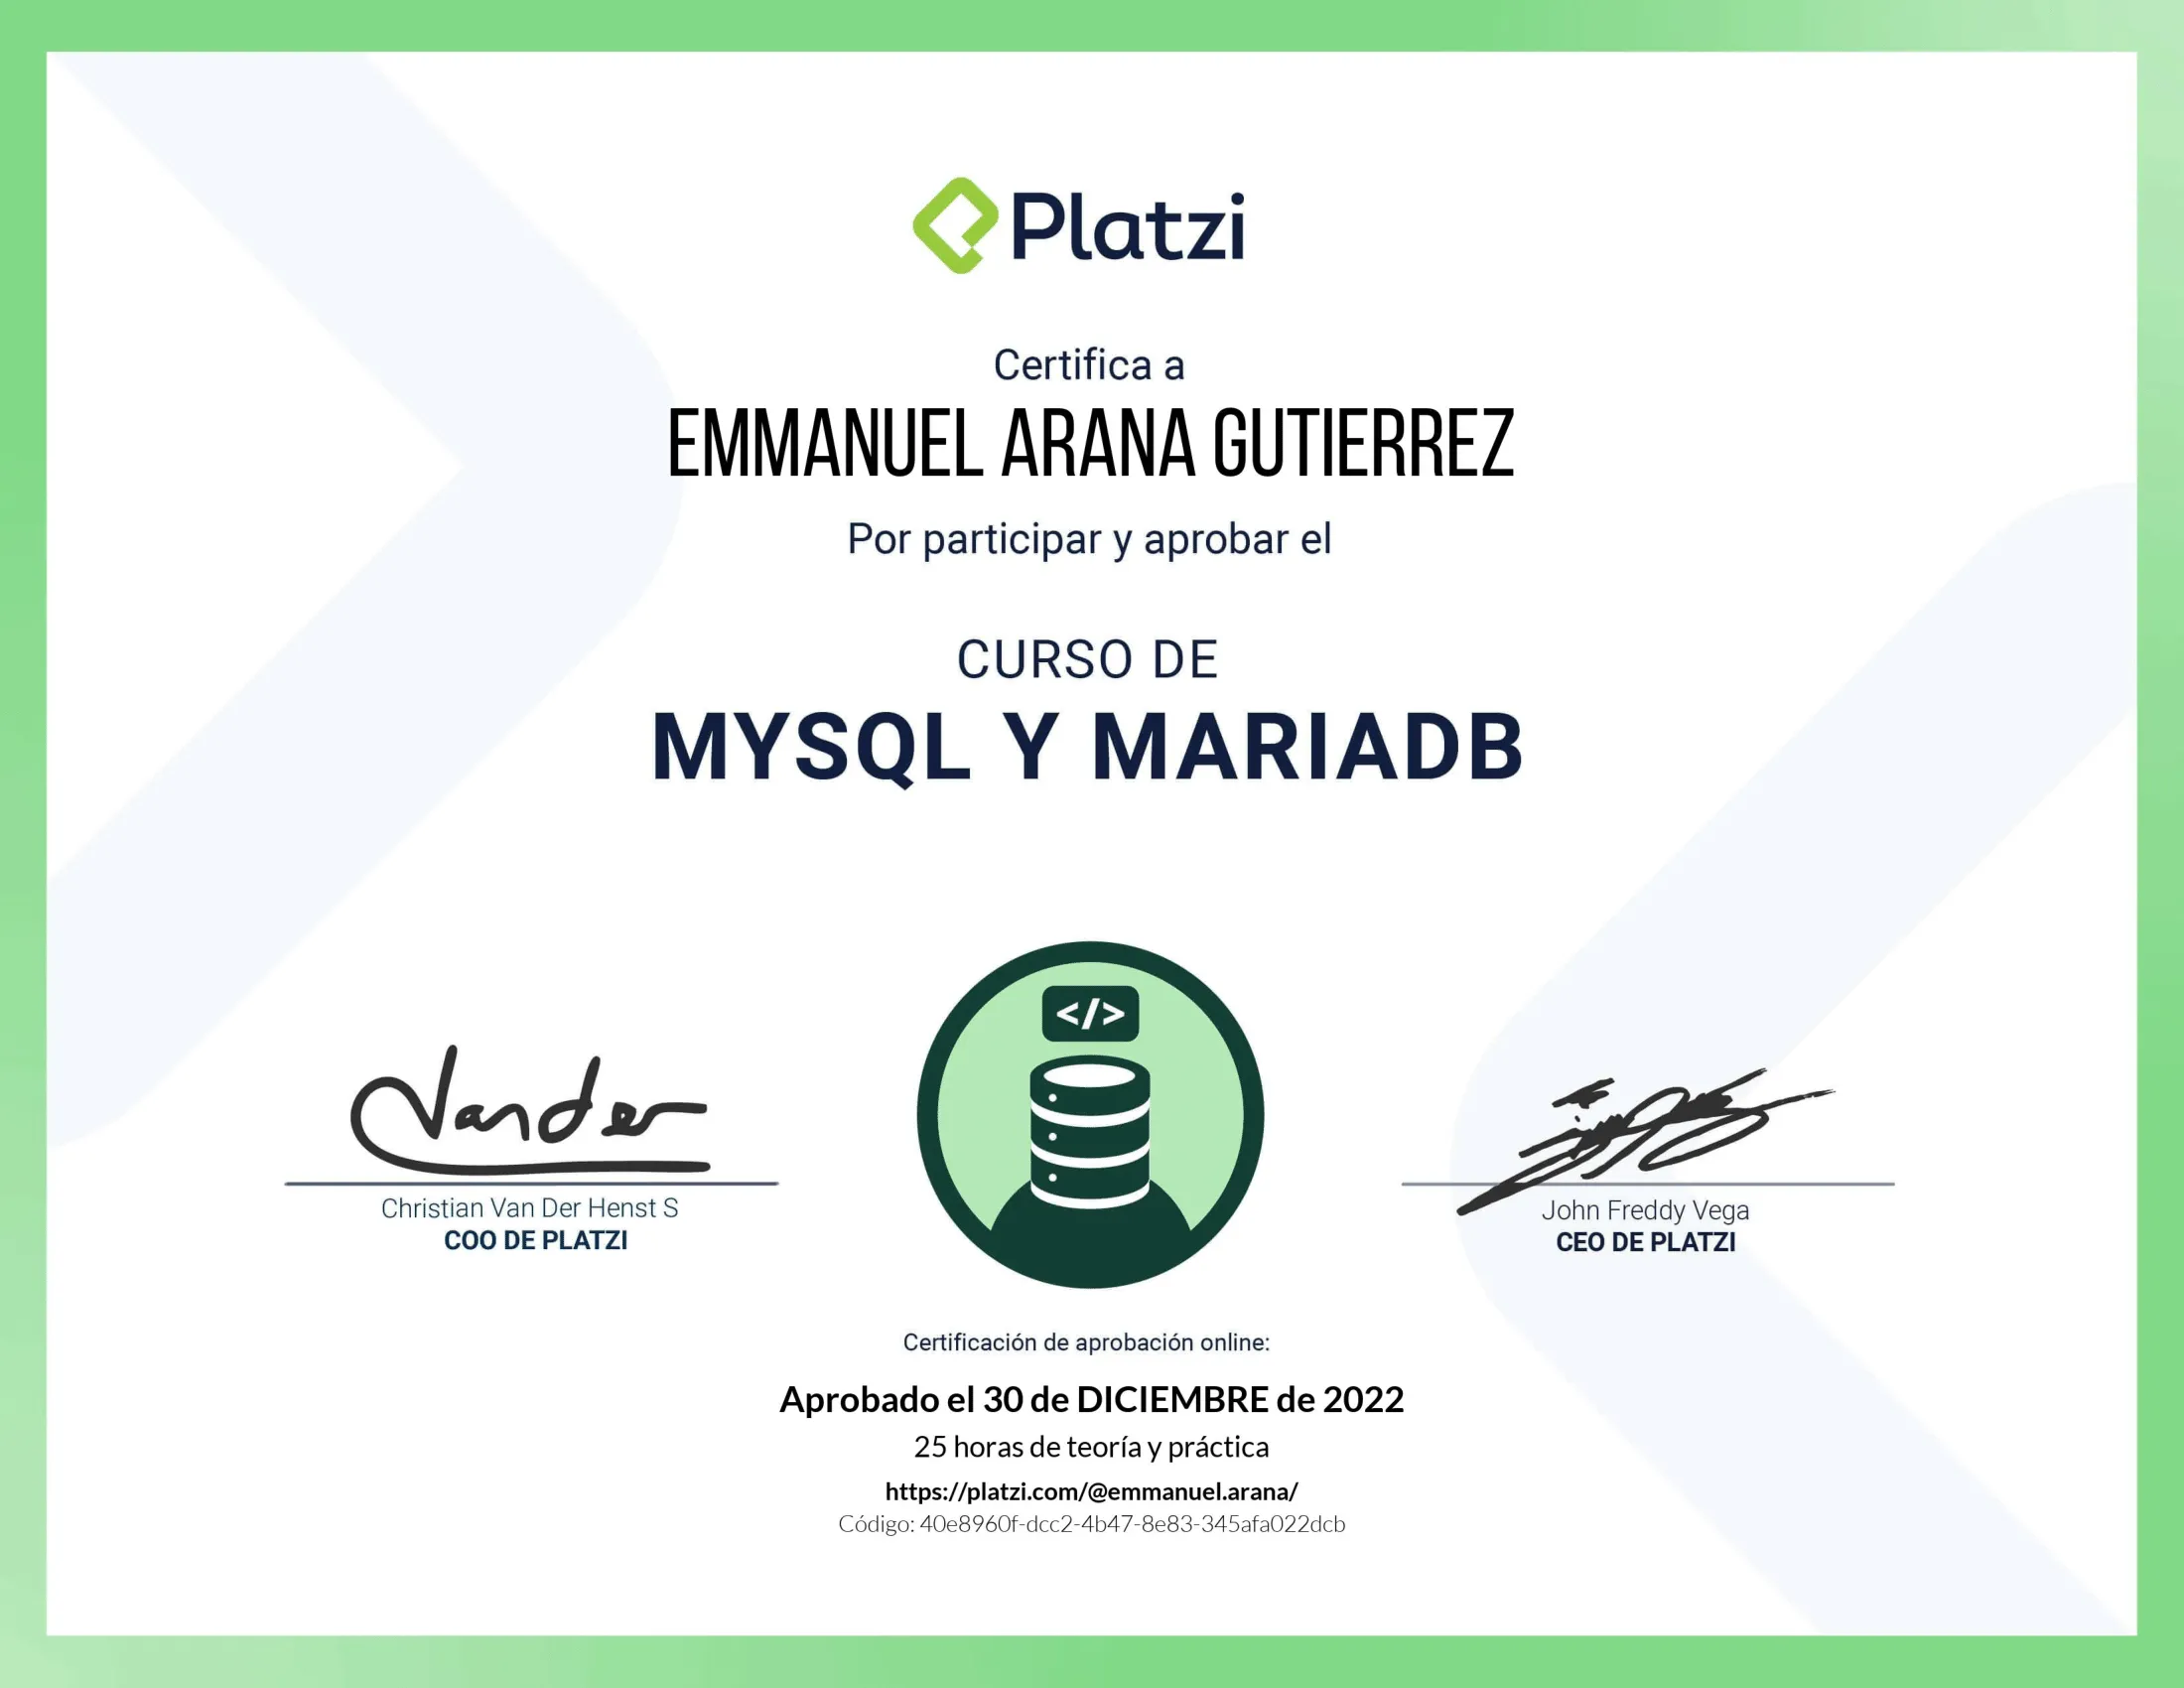 Platzi
Certifica a
EMMANUEL ARANA GUTIERREZ
Por participar y aprobar el
CURSO DE
MYSQL Y MARIADB
</>
Vander
Christian Van Der Henst S
COO DE PLATZI
John Freddy Vega
CEO DE PLATZI
Certificación de aprobación online:
Aprobado el 30 de DICIEMBRE de 2022
25 horas de teoría y práctica
https://platzi.com/@emmanuel.arana/
Código: 40e8960f-dcc2-4b47-8e83-345afa022dcb